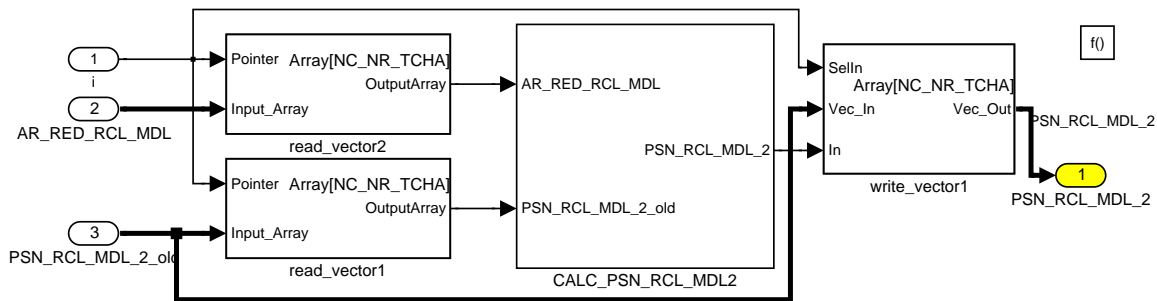 f()
1
i
2
AR_RED_RCL_MDL
3
PSN_RCL_MDL_2_old
Pointer
Array[NC_NR_TCHA]
OutputArray
Input_Array
read_vector2
Pointer
Array[NC_NR_TCHA]
OutputArray
Input_Array
read_vector1
AR_RED_RCL_MDL
PSN_RCL_MDL_2
PSN_RCL_MDL_2_old
CALC_PSN_RCL_MDL2
SelIn
Array[NC_NR_TCHA]
Vec_In
Vec_Out
In
write_vector1
PSN_RCL_MDL_2
1
PSN_RCL_MDL_2